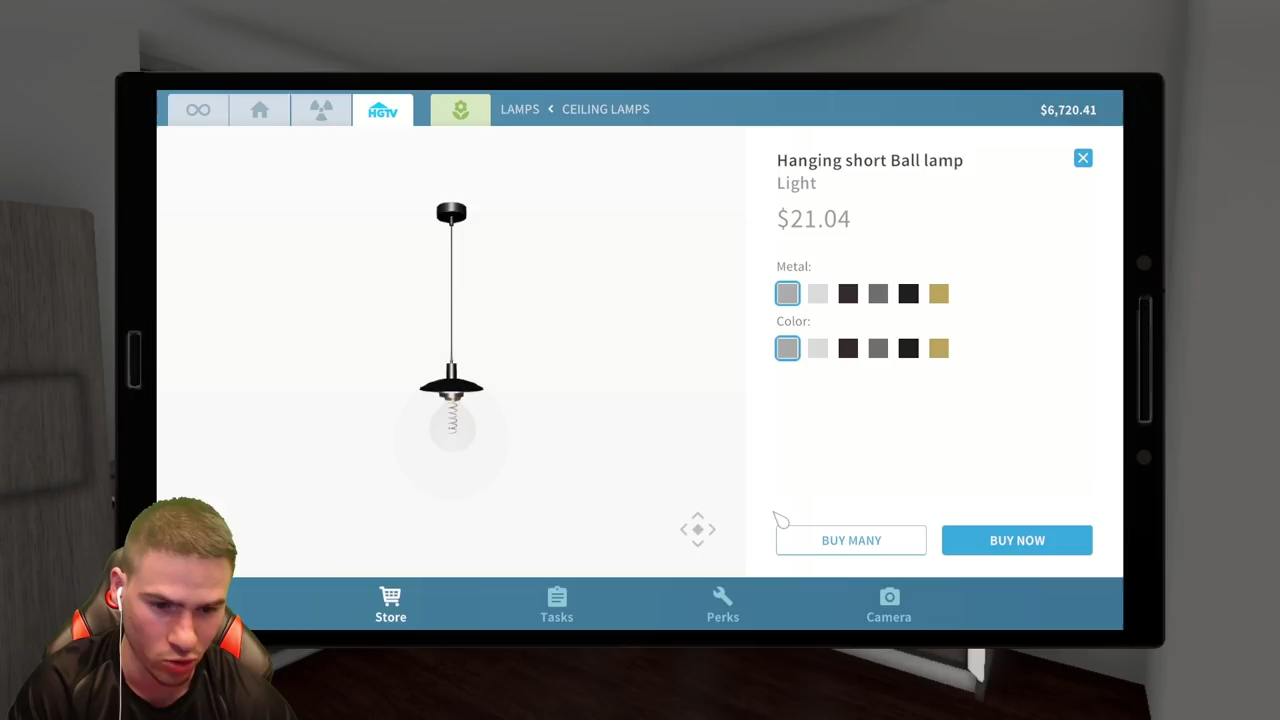 HGTV
LAMPS < CEILING LAMPS
$6,720.41
Hanging short Ball lamp
Light
$21.04
Metal:
Color:
BUY MANY
BUY NOW
Store
Tasks
Perks
Camera